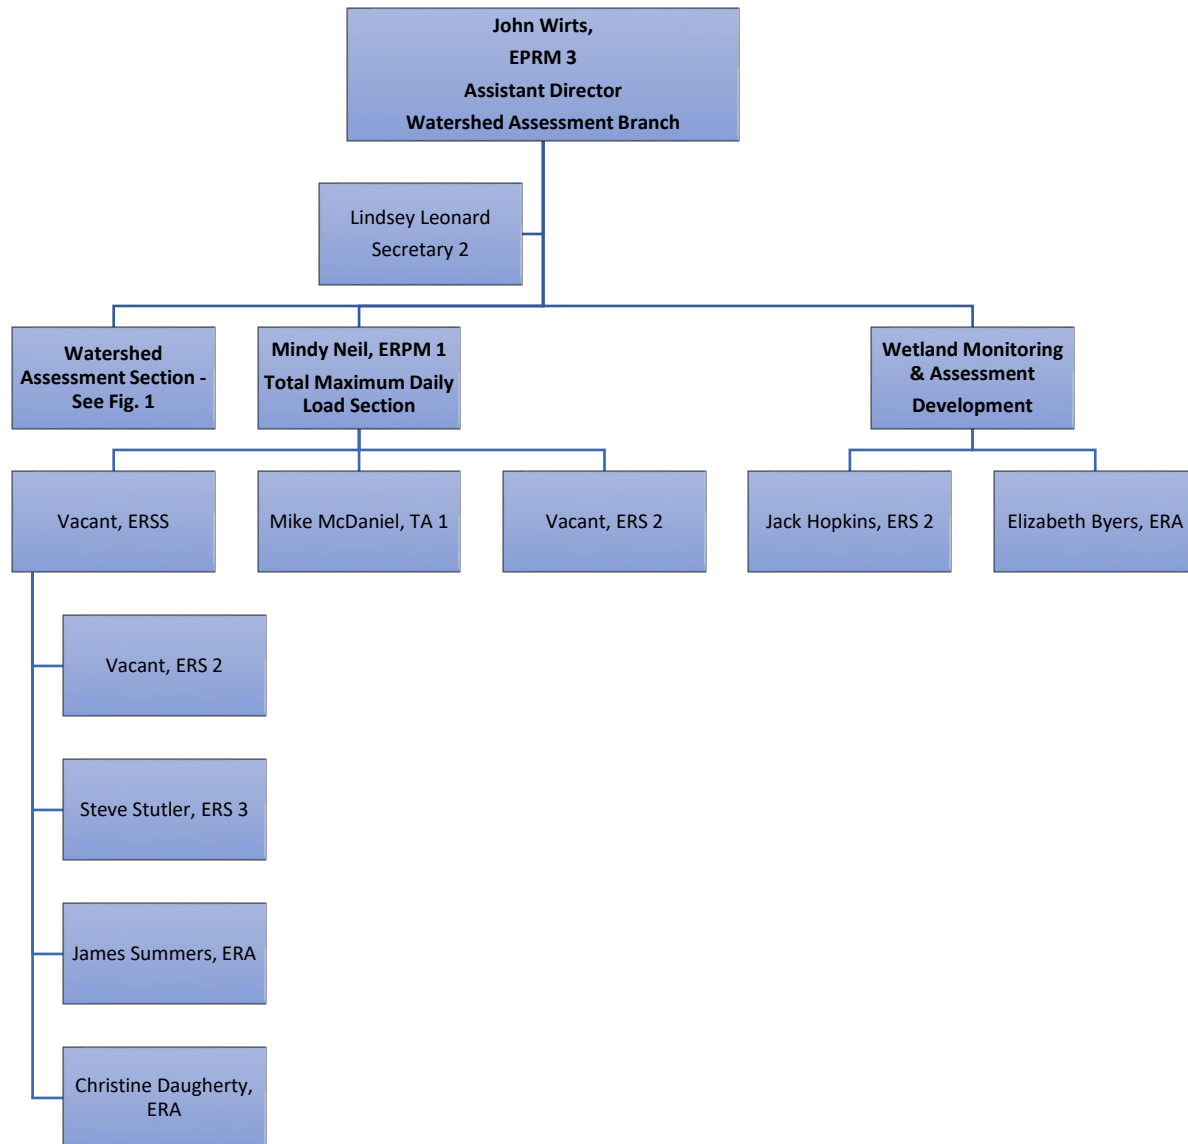 John Wirts,
EPRM 3
Assistant Director
Watershed Assessment Branch
Lindsey Leonard
Secretary 2
Watershed
Assessment Section -
See Fig. 1
Mindy Neil, ERPM 1
Total Maximum Daily
Load Section
Wetland Monitoring
& Assessment
Development
Vacant, ERSS
Mike McDaniel, TA 1
Vacant, ERS 2
Jack Hopkins, ERS 2
Elizabeth Byers, ERA
Vacant, ERS 2
Steve Stutler, ERS 3
James Summers, ERA
Christine Daugherty,
ERA